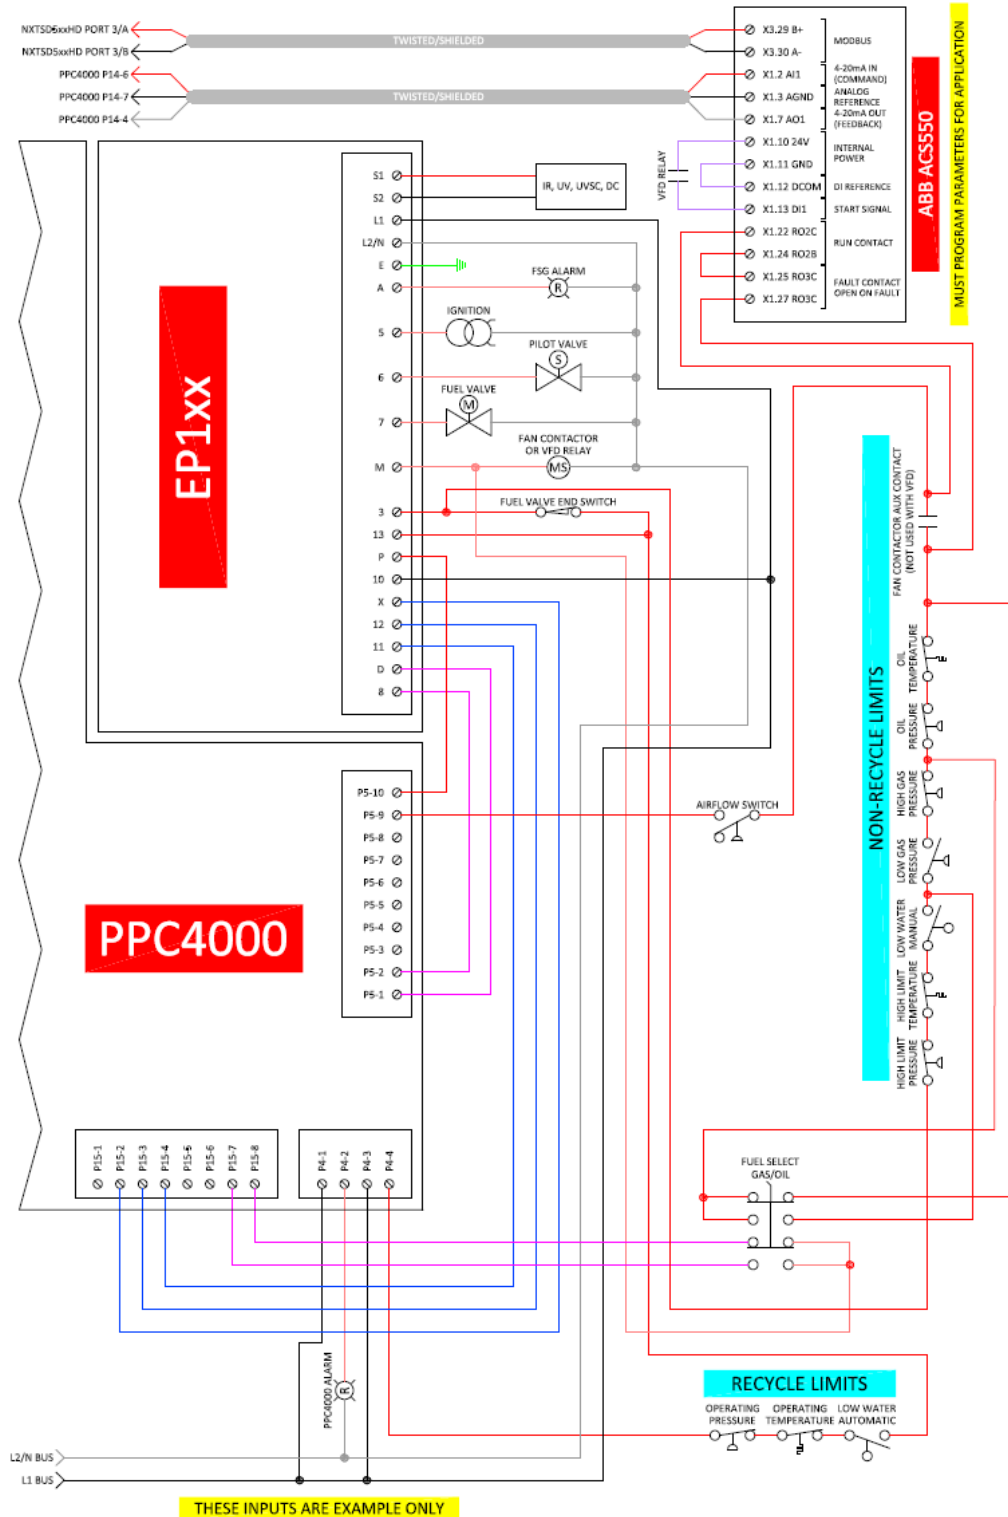 NXTSD5xxHD PORT 3/A
NXTSD5xxHD PORT 3/B
PPC4000 P14-6
PPC4000 P14-7
PPC4000 P14-4
TWISTED/SHIELDED
TWISTED/SHIELDED
X3.29 B+
X3.30 A-
X1.2 AI1
X1.3 AGND
X1.7 AO1
X1.10 24V
X1.11 GND
X1.12 DCOM
X1.13 DI1
X1.22 RO2C
X1.24 RO2B
X1.25 RO3C
X1.27 RO3C
MODBUS
4-20mA IN
(COMMAND)
ANALOG
REFERENCE
4-20mA OUT
(FEEDBACK)
INTERNAL
POWER
DI REFERENCE
START SIGNAL
RUN CONTACT
FAULT CONTACT
OPEN ON FAULT
ABB ACS550
MUST PROGRAM PARAMETERS FOR APPLICATION
VFD RELAY
EP1xx
S1
S2
L1
L2/N
E
A
5
6
7
M
3
13
P
10
X
12
11
D
8
IR, UV, UVSC, DC
FSG ALARM
R
IGNITION
PILOT VALVE
S
FUEL VALVE
M
FAN CONTACTOR
OR VFD RELAY
MS
FUEL VALVE END SWITCH
PPC4000
P5-10
P5-9
P5-8
P5-7
P5-6
P5-5
P5-4
P5-3
P5-2
P5-1
AIRFLOW SWITCH
NON-RECYCLE LIMITS
FAN CONTACTOR AUX CONTACT
(NOT USED WITH VFD)
OIL
TEMPERATURE
OIL
PRESSURE
HIGH GAS
PRESSURE
LOW GAS
PRESSURE
LOW WATER
MANUAL
HIGH LIMIT
TEMPERATURE
HIGH LIMIT
PRESSURE
P15-1
P15-2
P15-3
P15-4
P15-5
P15-6
P15-7
P15-8
P4-1
P4-2
P4-3
P4-4
FUEL SELECT
GAS/OIL
PPC4000 ALARM
R
RECYCLE LIMITS
OPERATING
PRESSURE
OPERATING
TEMPERATURE
LOW WATER
AUTOMATIC
L2/N BUS
L1 BUS
THESE INPUTS ARE EXAMPLE ONLY